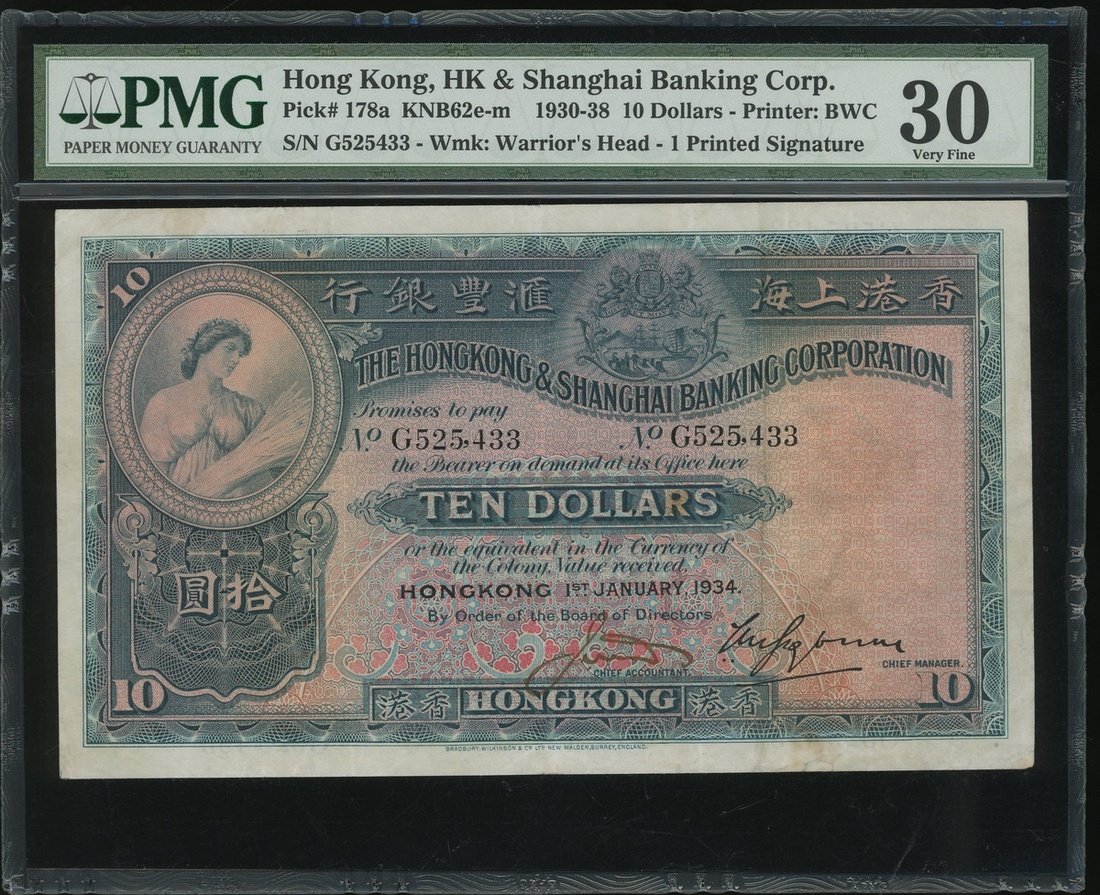 PMG
PAPER MONEY GUARANTY
Hong Kong, HK & Shanghai Banking Corp.
Pick# 178a KNB62e-m 1930-38 10 Dollars - Printer: BWC
S/N G525433 - Wmk: Warrior's Head - 1 Printed Signature
30
Very Fine
10
行銀豐滙 海上港香
THE HONGKONG & SHANGHAI BANKING CORPORATION
Promises to pay
No. G525,433 No. G525,433
the Bearer on demand at its Office here
TEN DOLLARS
or the equivalent in the Currency of
the Colony, Value received.
圓拾
HONGKONG 1ST JANUARY, 1934.
By Order of the Board of Directors
CHIEF ACCOUNTANT.
CHIEF MANAGER.
10 港香 HONGKONG 港香 10
BRADBURY, WILKINSON & CO LTD NEW MALDEN, SURREY, ENGLAND.